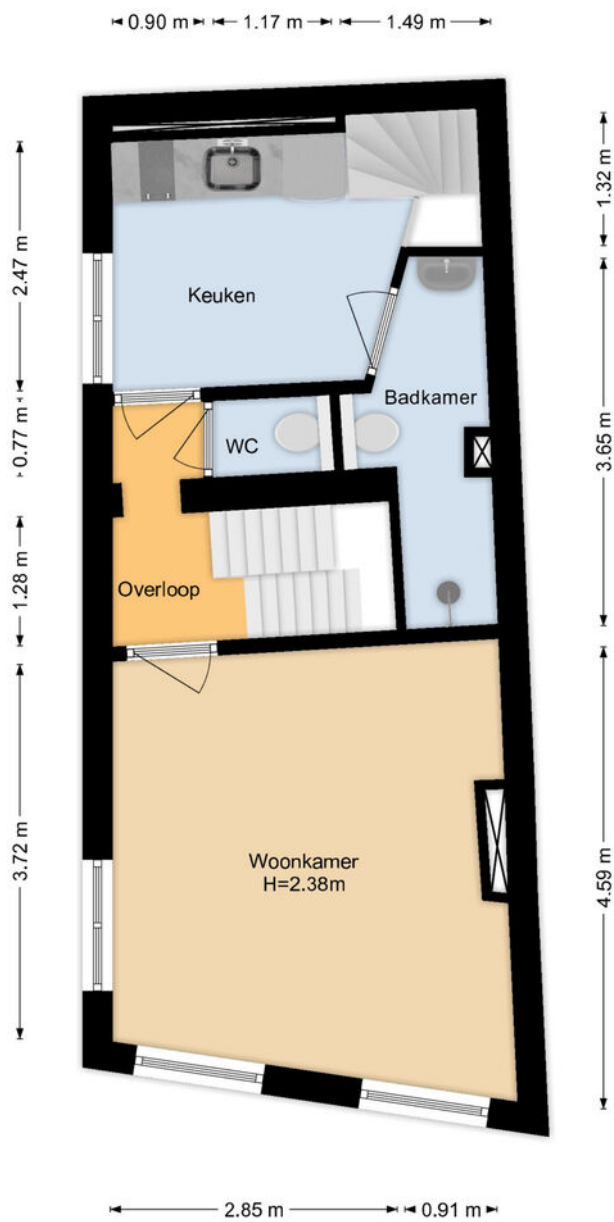 0.90 m
1.17 m
1.49 m
1.32 m
2.47 m
Keuken
Badkamer
0.77 m
WC
3.65 m
1.28 m
Overloop
3.72 m
Woonkamer
H=2.38m
4.59 m
2.85 m
0.91 m